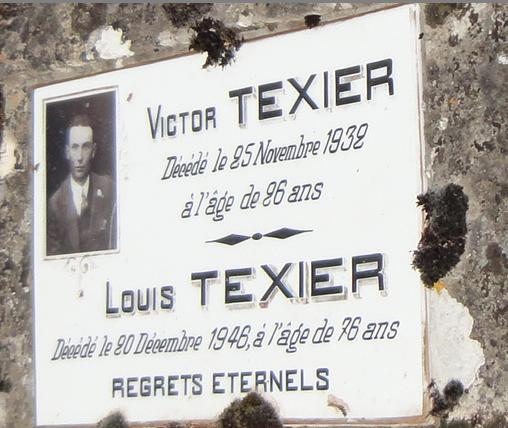 VICTOR TEXIER
Décédé le 25 Novembre 1932
à l'âge de 26 ans
LOUIS TEXIER
Décédé le 20 Décembre 1946, à l'âge de 76 ans
REGRETS ETERNELS